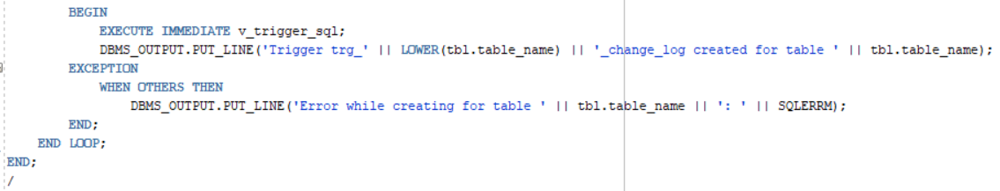 BEGIN
EXECUTE IMMEDIATE v_trigger_sql;
DBMS_OUTPUT.PUT_LINE('Trigger trg_' || LOWER(tbl.table_name) || '_change_log created for table ' || tbl.table_name);
EXCEPTION
WHEN OTHERS THEN
DBMS_OUTPUT.PUT_LINE('Error while creating for table ' || tbl.table_name || ': ' || SQLERRM);
END;
END LOOP;
END;
/